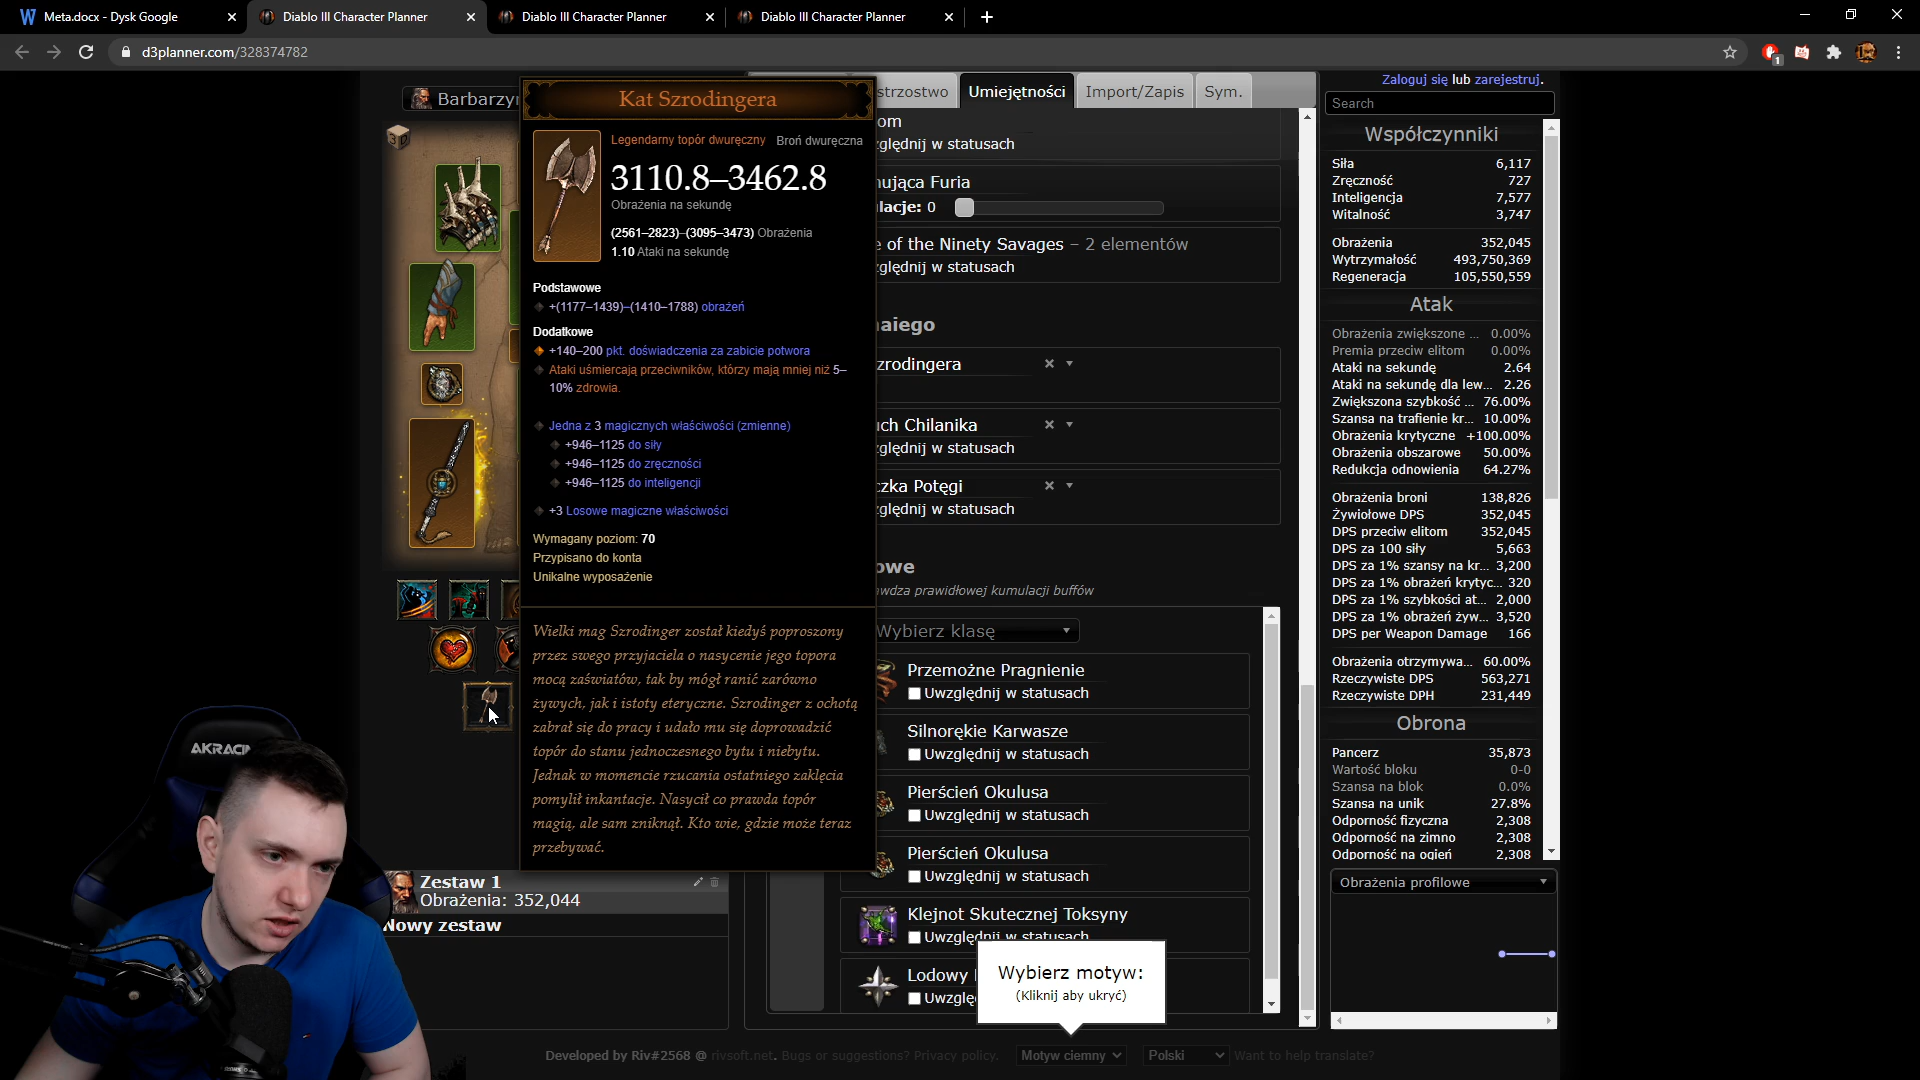 Meta.docx - Dysk Google
Diablo III Character Planner
Diablo III Character Planner
Diablo III Character Planner
d3planner.com/328374782
1
Zaloguj się lub zarejestruj.
Barbarzyń
Kat Szrodingera
Legendarny topór dwuręczny Broń dwuręczna
3110.8–3462.8
Obrażenia na sekundę
(2561–2823)–(3095–3473) Obrażenia
1.10 Ataki na sekundę
Podstawowe
+(1177–1439)–(1410–1788) obrażeń
Dodatkowe
+140–200 pkt. doświadczenia za zabicie potwora
Ataki uśmiercają przeciwników, którzy mają mniej niż 5–
10% zdrowia.
Jedna z 3 magicznych właściwości (zmienne)
+946–1125 do siły
+946–1125 do zręczności
+946–1125 do inteligencji
+3 Losowe magiczne właściwości
Wymagany poziom: 70
Przypisano do konta
Unikalne wyposażenie
Wielki mag Szrodinger został kiedyś poproszony
przez swego przyjaciela o nasycenie jego topora
mocą zaświatów, tak by mógł ranić zarówno
żywych, jak i istoty eteryczne. Szrodinger z ochotą
zabrał się do pracy i udało mu się doprowadzić
topór do stanu jednoczesnego bytu i niebytu.
Jednak w momencie rzucania ostatniego zaklęcia
pomylił inkantacje. Nasycił co prawda topór
magią, ale sam zniknął. Kto wie, gdzie może teraz
przebywać.
AKRACIN
Zestaw 1
Obrażenia: 352,044
Nowy zestaw
strzostwo
Umiejętności
Import/Zapis
Sym.
om
zględnij w statusach
nująca Furia
lacje: 0
e of the Ninety Savages – 2 elementów
zględnij w statusach
naiego
zrodingera
uch Chilanika
zględnij w statusach
czka Potęgi
zględnij w statusach
owe
awdza prawidłowej kumulacji buffów
Wybierz klasę
Przemożne Pragnienie
Uwzględnij w statusach
Silnorękie Karwasze
Uwzględnij w statusach
Pierścień Okulusa
Uwzględnij w statusach
Pierścień Okulusa
Uwzględnij w statusach
Klejnot Skutecznej Toksyny
Uwzględnij w statusach
Lodowy
Uwzglę
Wybierz motyw:
(Kliknij aby ukryć)
Search
Współczynniki
Siła 6,117
Zręczność 727
Inteligencja 7,577
Witalność 3,747
Obrażenia 352,045
Wytrzymałość 493,750,369
Regeneracja 105,550,559
Atak
Obrażenia zwiększone ... 0.00%
Premia przeciw elitom 0.00%
Ataki na sekundę 2.64
Ataki na sekundę dla lew... 2.26
Zwiększona szybkość ... 76.00%
Szansa na trafienie kr... 10.00%
Obrażenia krytyczne +100.00%
Obrażenia obszarowe 50.00%
Redukcja odnowienia 64.27%
Obrażenia broni 138,826
Żywiołowe DPS 352,045
DPS przeciw elitom 352,045
DPS za 100 siły 5,663
DPS za 1% szansy na kr... 3,200
DPS za 1% obrażeń krytyc... 320
DPS za 1% szybkości at... 2,000
DPS za 1% obrażeń żyw... 3,520
DPS per Weapon Damage 166
Obrażenia otrzymywa... 60.00%
Rzeczywiste DPS 563,271
Rzeczywiste DPH 231,449
Obrona
Pancerz 35,873
Wartość bloku 0-0
Szansa na blok 0.0%
Szansa na unik 27.8%
Odporność fizyczna 2,308
Odporność na zimno 2,308
Odporność na ogień 2,308
Obrażenia profilowe
Developed by Riv#2568 @ rivsoft.net. Bugs or suggestions? Privacy policy.
Motyw ciemny
Polski
Want to help translate?